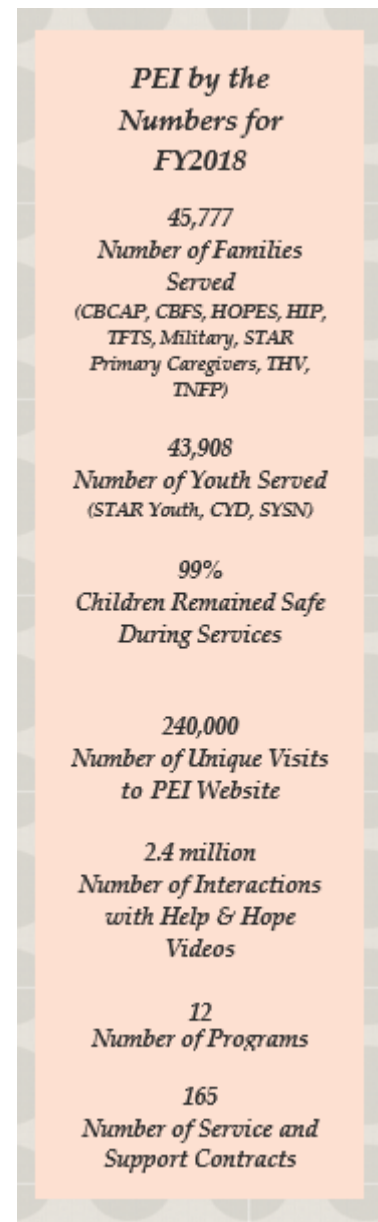 PEI by the
Numbers for
FY2018
45,777
Number of Families
Served
(CBCAP, CBFS, HOPES, HIP,
TFTS, Military, STAR
Primary Caregivers, THV,
TNFP)
43,908
Number of Youth Served
(STAR Youth, CYD, SYSN)
99%
Children Remained Safe
During Services
240,000
Number of Unique Visits
to PEI Website
2.4 million
Number of Interactions
with Help & Hope
Videos
12
Number of Programs
165
Number of Service and
Support Contracts